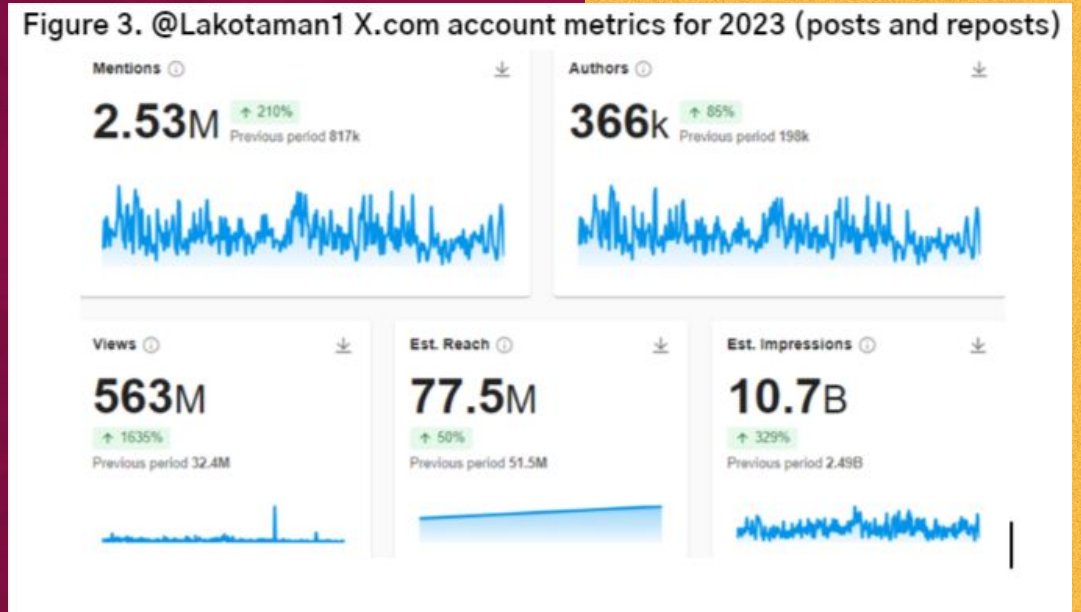 Figure 3. @Lakotaman1 X.com account metrics for 2023 (posts and reposts)
Mentions
2.53M ↑ 210%
Previous period 817k
Authors
366k ↑ 85%
Previous period 198k
Views
563M
↑ 1635%
Previous period 32.4M
Est. Reach
77.5M
↑ 50%
Previous period 51.5M
Est. Impressions
10.7B
↑ 329%
Previous period 2.49B